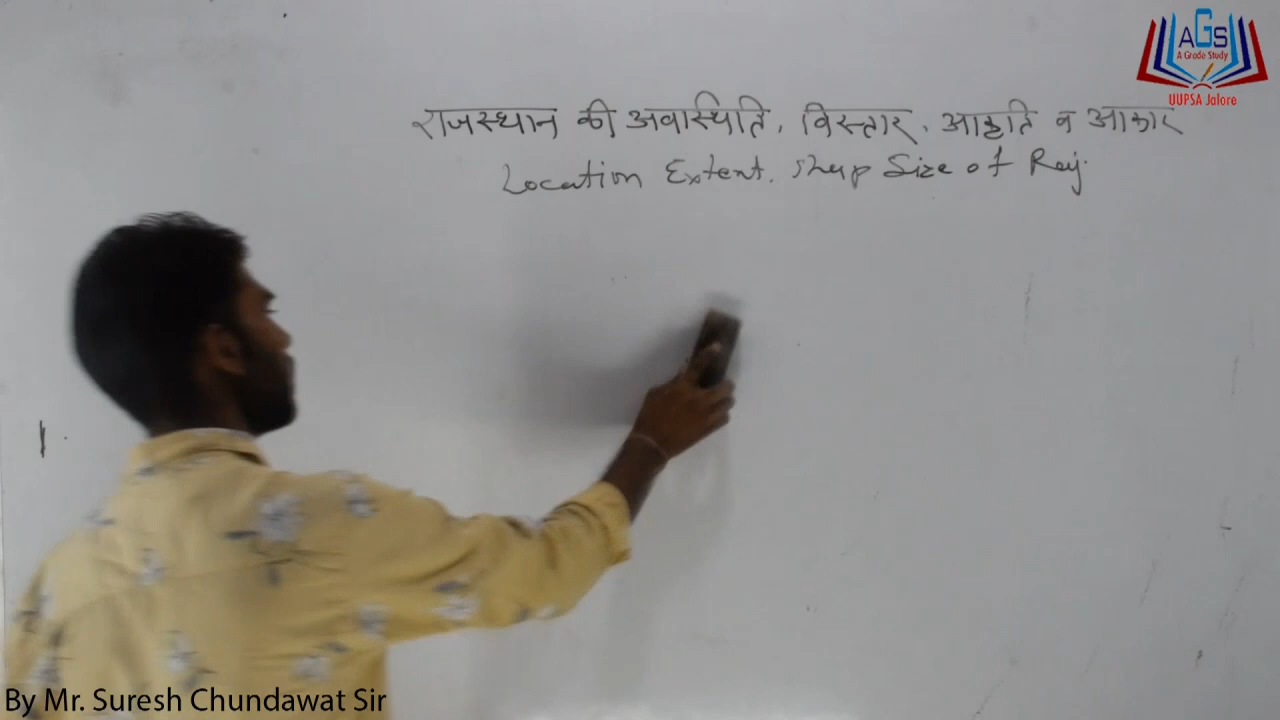 AGS
A Grade Study
UUPSA Jalore
राजस्थान की अवास्थिति, विस्तार, आकृति व आकार
Location Extent. Shap Size of Raj.
By Mr. Suresh Chundawat Sir